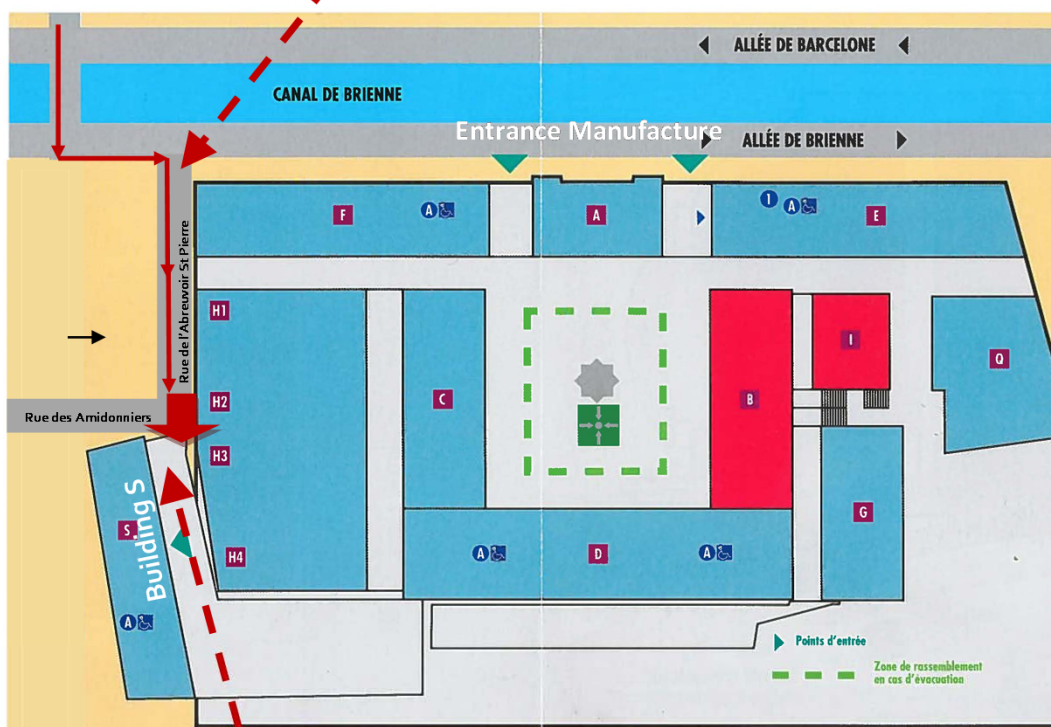 ALLÉE DE BARCELONE
CANAL DE BRIENNE
Entrance Manufacture
ALLÉE DE BRIENNE
F
A
A
1
A
E
Rue de l'Abreuvoir St Pierre
H1
I
Q
Rue des Amidonniers
H2
C
B
H3
G
S
Building S
H4
A
D
A
A
Points d'entrée
Zone de rassemblement
en cas d'évacuation